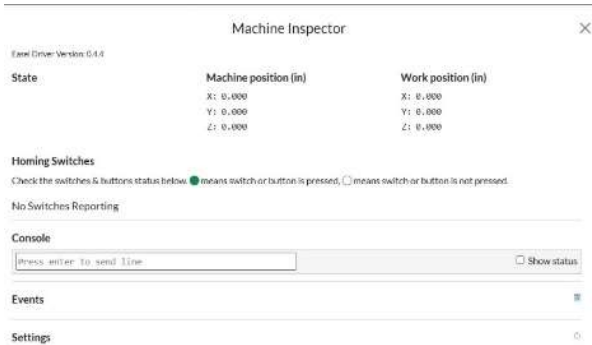 Machine Inspector
Easel Driver Version: 0.4.4
State Machine position (in) Work position (in)
X: 0.000 X: 0.000
Y: 0.000 Y: 0.000
Z: 0.000 Z: 0.000
Homing Switches
Check the switches & buttons status below. means switch or button is pressed, means switch or button is not pressed.
No Switches Reporting
Console
Press enter to send line Show status
Events
Settings